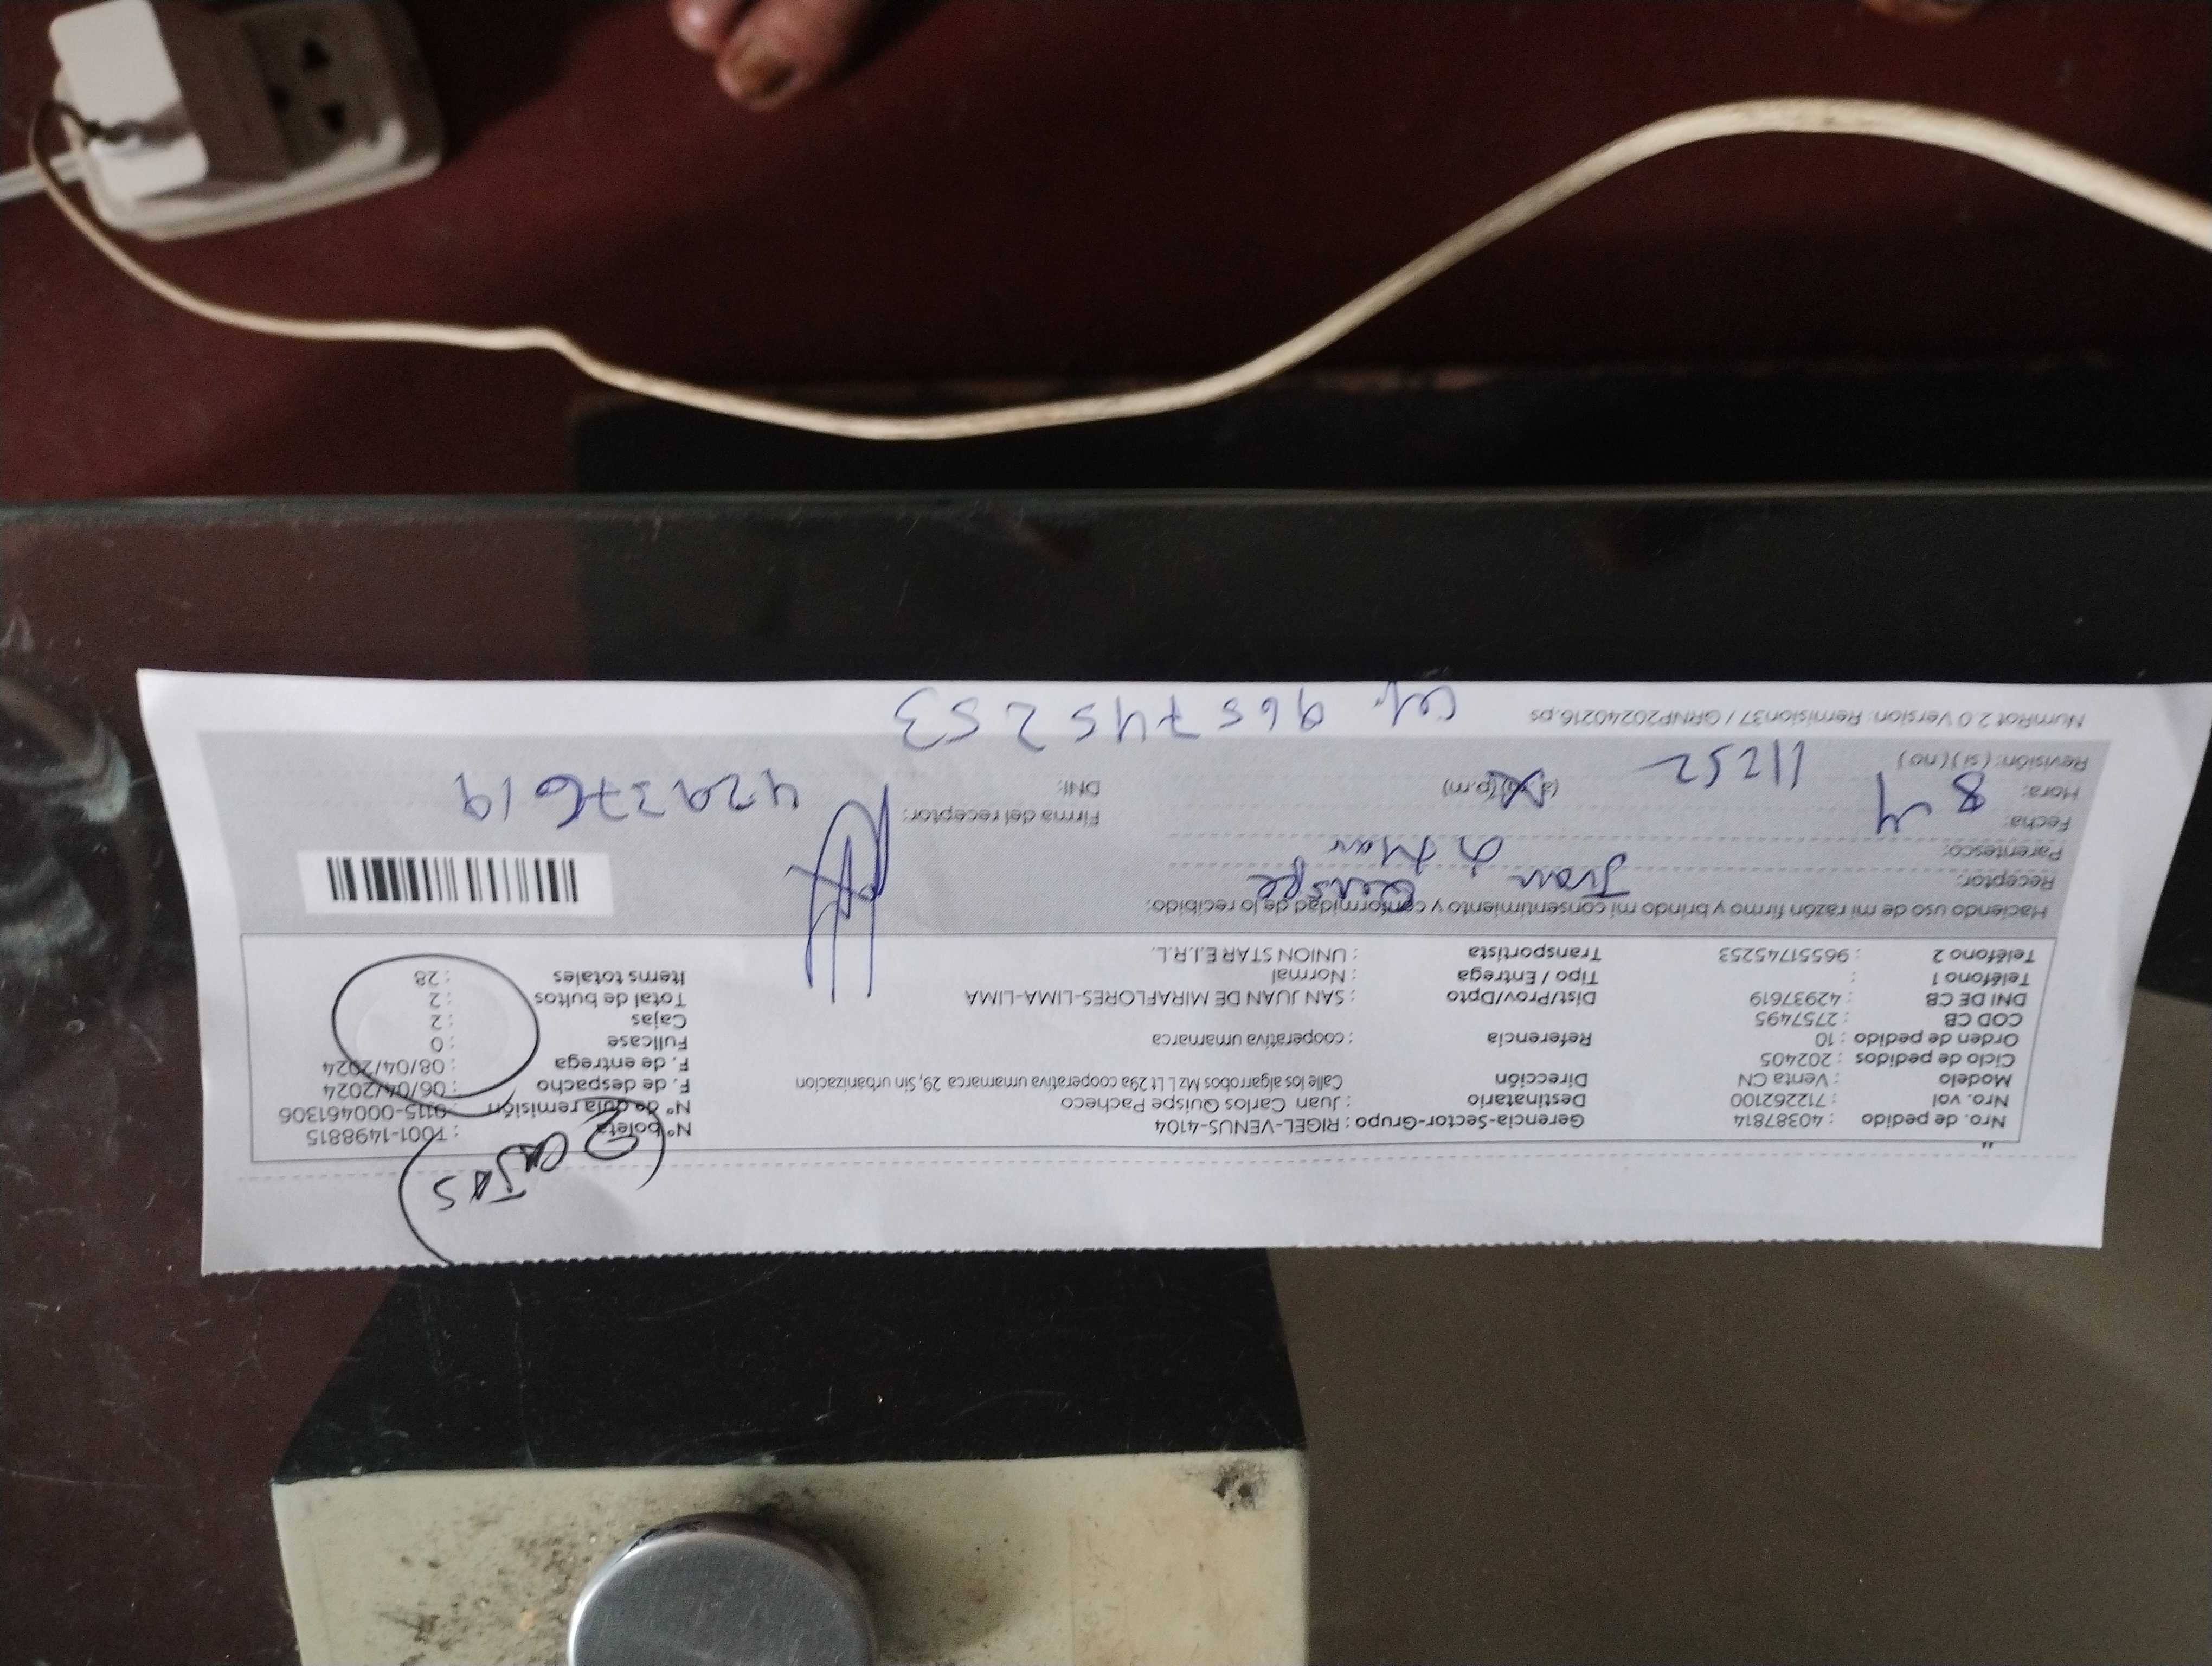 2 CAJAS
Nro. de pedido : 40387814 Gerencia-Sector-Grupo : RIGEL-VENUS-4104 N° boleta : T001-1498815
Nro. vol : 712262100 Destinatario : Juan Carlos Quispe Pacheco N° de guía remisión : 0115-000461306
Modelo : Venta CN Dirección Calle los algarrobos Mz L Lt 29a cooperativa umamarca 29, Sin urbanizacion F. de despacho : 06/04/2024
Ciclo de pedidos : 202405 F. de entrega : 08/04/2024
Orden de pedido : 10 Referencia : cooperativa umamarca Fullcase : 0
COD CB : 2757495 Cajas : 2
DNI DE CB : 42937619 Dist/Prov/Dpto : SAN JUAN DE MIRAFLORES-LIMA-LIMA Total de bultos : 2
Teléfono 1 : Tipo / Entrega : Normal Items totales : 28
Teléfono 2 : 96551745253 Transportista : UNION STAR E.I.R.L.
Haciendo uso de mi razón firmo y brindo mi consentimiento y conformidad de lo recibido:
Receptor: Juan Quispe
Parentesco:
Fecha: 8 4 Firma del receptor:
Hora: 11:52 (a.m) (p.m) DNI: 42937619
Revisión: ( si ) ( no )
NumRot 2.0 Version: Remision37 / GRNP20240216.ps cel. 965745253